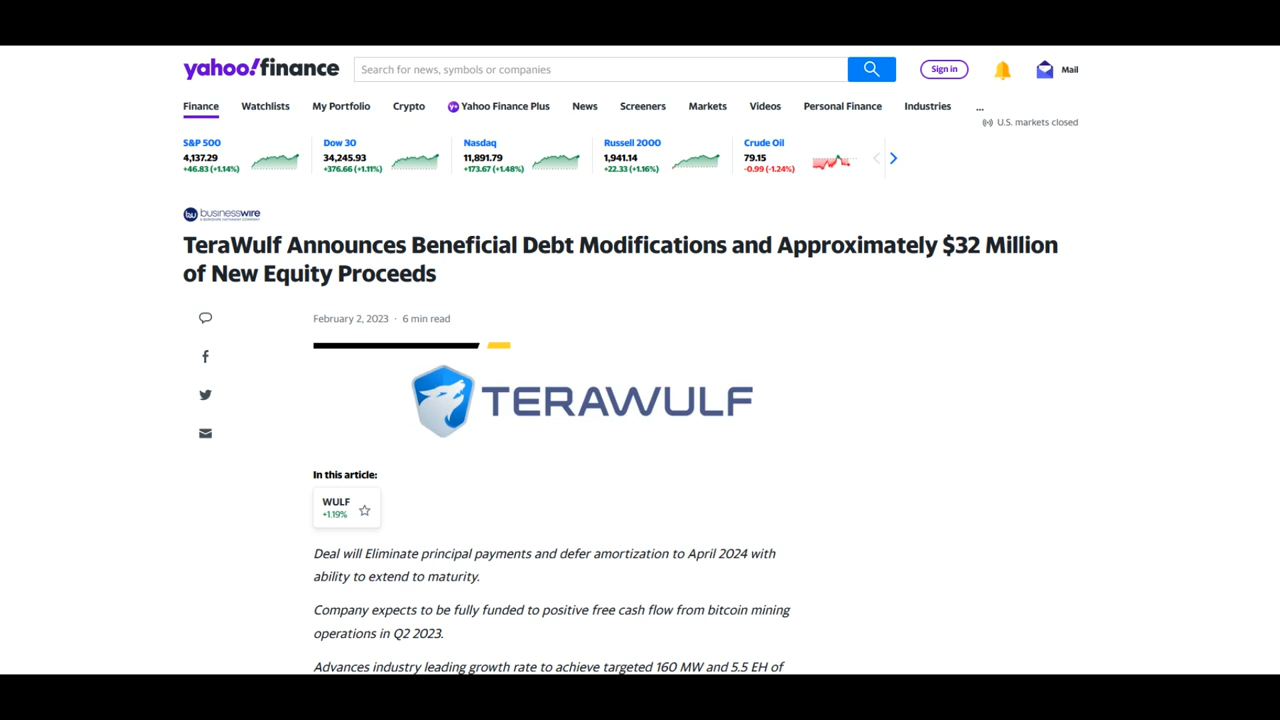 yahoo!finance
Search for news, symbols or companies
Sign in
Mail
Finance Watchlists My Portfolio Crypto Y+ Yahoo Finance Plus News Screeners Markets Videos Personal Finance Industries ...
U.S. markets closed
S&P 500 Dow 30 Nasdaq Russell 2000 Crude Oil
4,137.29 34,245.93 11,891.79 1,941.14 79.15
+46.83 (+1.14%) +376.66 (+1.11%) +173.67 (+1.48%) +22.33 (+1.16%) -0.99 (-1.24%)
businesswire
TeraWulf Announces Beneficial Debt Modifications and Approximately $32 Million
of New Equity Proceeds
February 2, 2023 · 6 min read
TERAWULF
In this article:
WULF
+1.19%
Deal will Eliminate principal payments and defer amortization to April 2024 with
ability to extend to maturity.
Company expects to be fully funded to positive free cash flow from bitcoin mining
operations in Q2 2023.
Advances industry leading growth rate to achieve targeted 160 MW and 5.5 EH of